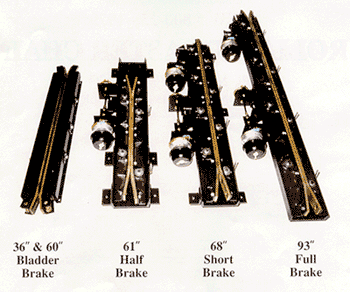 36" & 60" 61" 68" 93"
Bladder Half Short Full
Brake Brake Brake Brake